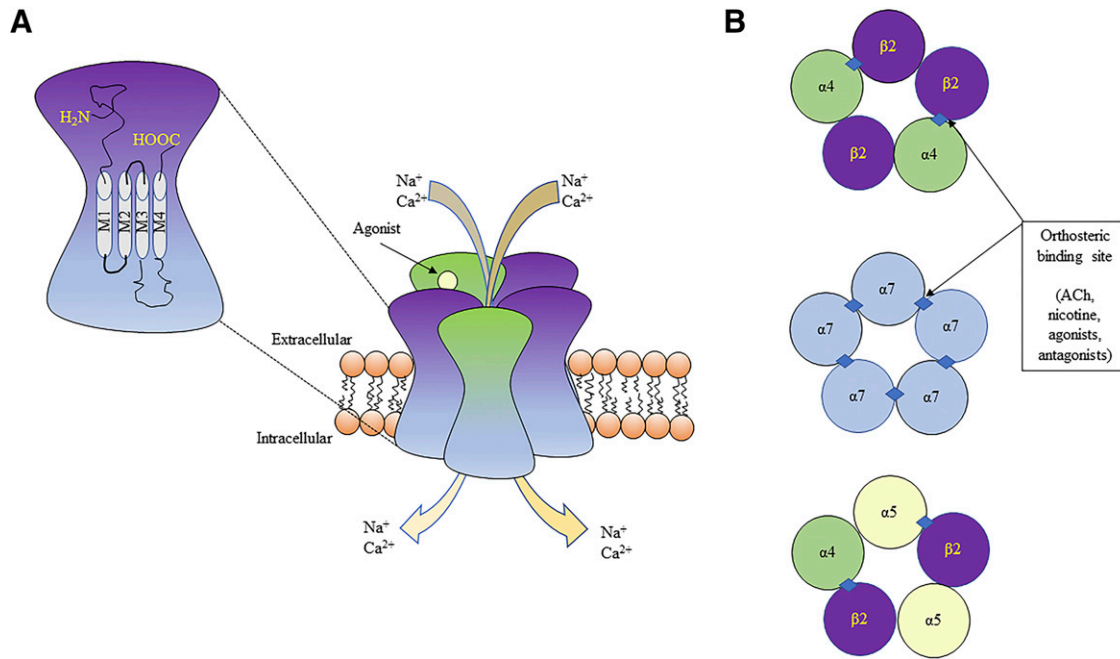 A
H₂N
HOOC
M1
M2
M3
M4
Na⁺
Ca²⁺
Na⁺
Ca²⁺
Agonist
Extracellular
Intracellular
Na⁺
Ca²⁺
Na⁺
Ca²⁺
B
β2
α4
β2
β2
α4
Orthosteric
binding site
(ACh,
nicotine,
agonists,
antagonists)
α7
α7
α7
α7
α7
α5
α4
β2
β2
α5